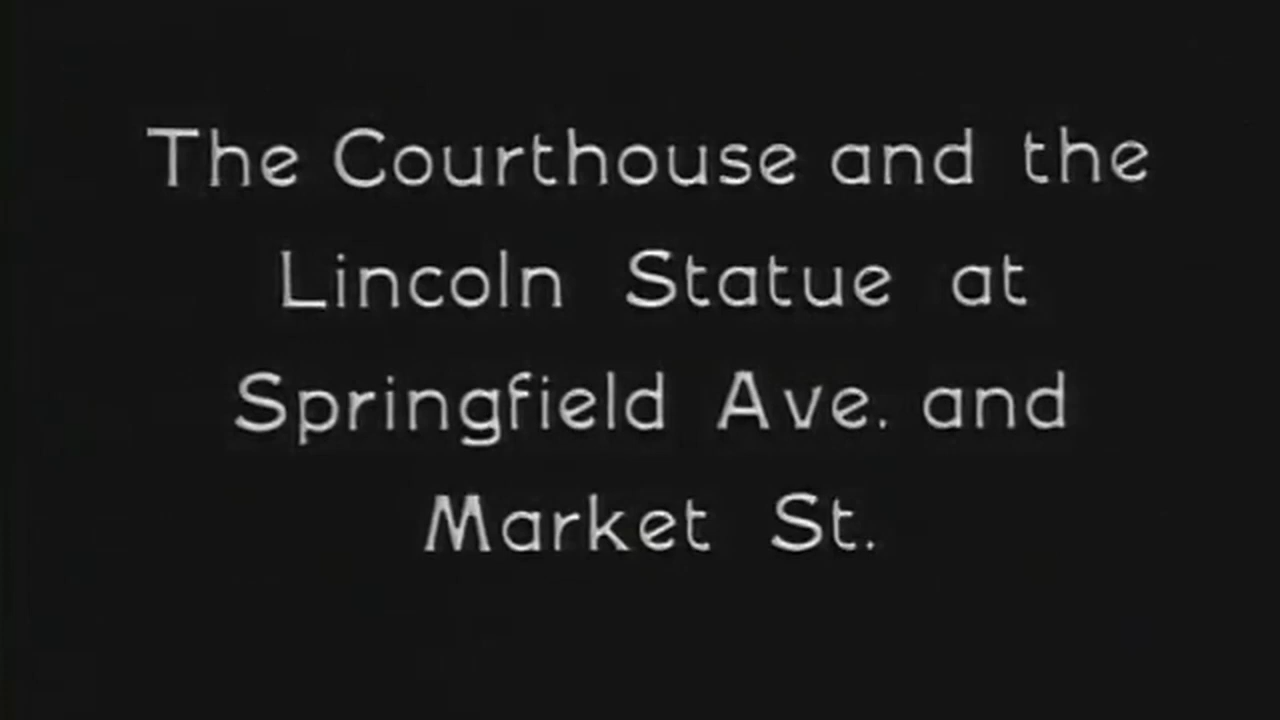 The Courthouse and the
Lincoln Statue at
Springfield Ave. and
Market St.